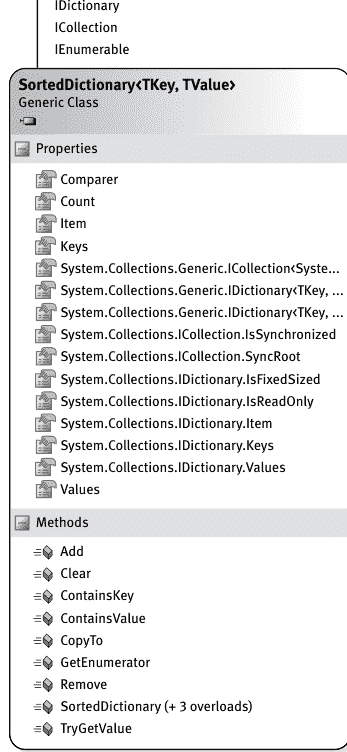 IDictionary
ICollection
IEnumerable
SortedDictionary<TKey, TValue>
Generic Class
Properties
Comparer
Count
Item
Keys
System.Collections.Generic.ICollection<Syste...
System.Collections.Generic.IDictionary<TKey, ...
System.Collections.Generic.IDictionary<TKey, ...
System.Collections.ICollection.IsSynchronized
System.Collections.ICollection.SyncRoot
System.Collections.IDictionary.IsFixedSized
System.Collections.IDictionary.IsReadOnly
System.Collections.IDictionary.Item
System.Collections.IDictionary.Keys
System.Collections.IDictionary.Values
Values
Methods
Add
Clear
ContainsKey
ContainsValue
CopyTo
GetEnumerator
Remove
SortedDictionary (+ 3 overloads)
TryGetValue